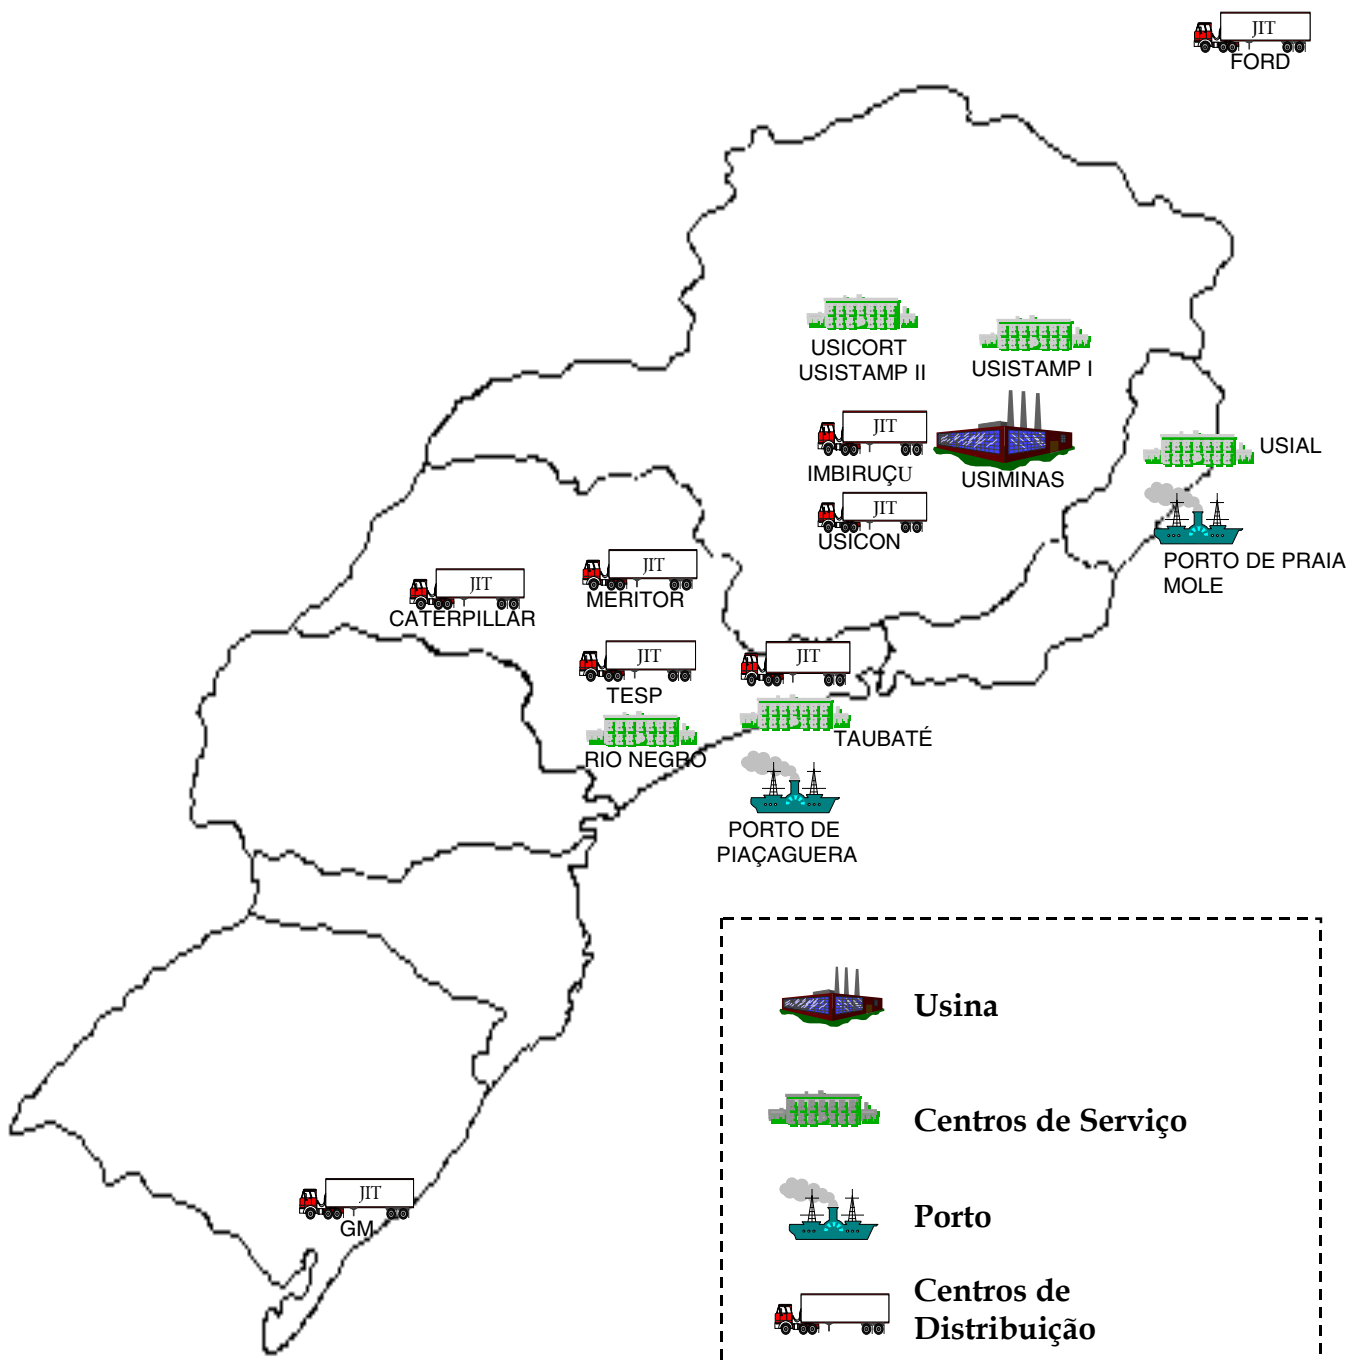 JIT
FORD
USICORT
USISTAMP II
USISTAMP I
JIT
IMBIRUÇU
USIMINAS
USIAL
JIT
USICON
PORTO DE PRAIA
MOLE
JIT
MERITOR
JIT
CATERPILLAR
JIT
TESP
JIT
TAUBATÉ
RIO NEGRO
PORTO DE
PIAÇAGUERA
JIT
GM
Usina
Centros de Serviço
Porto
Centros de
Distribuição